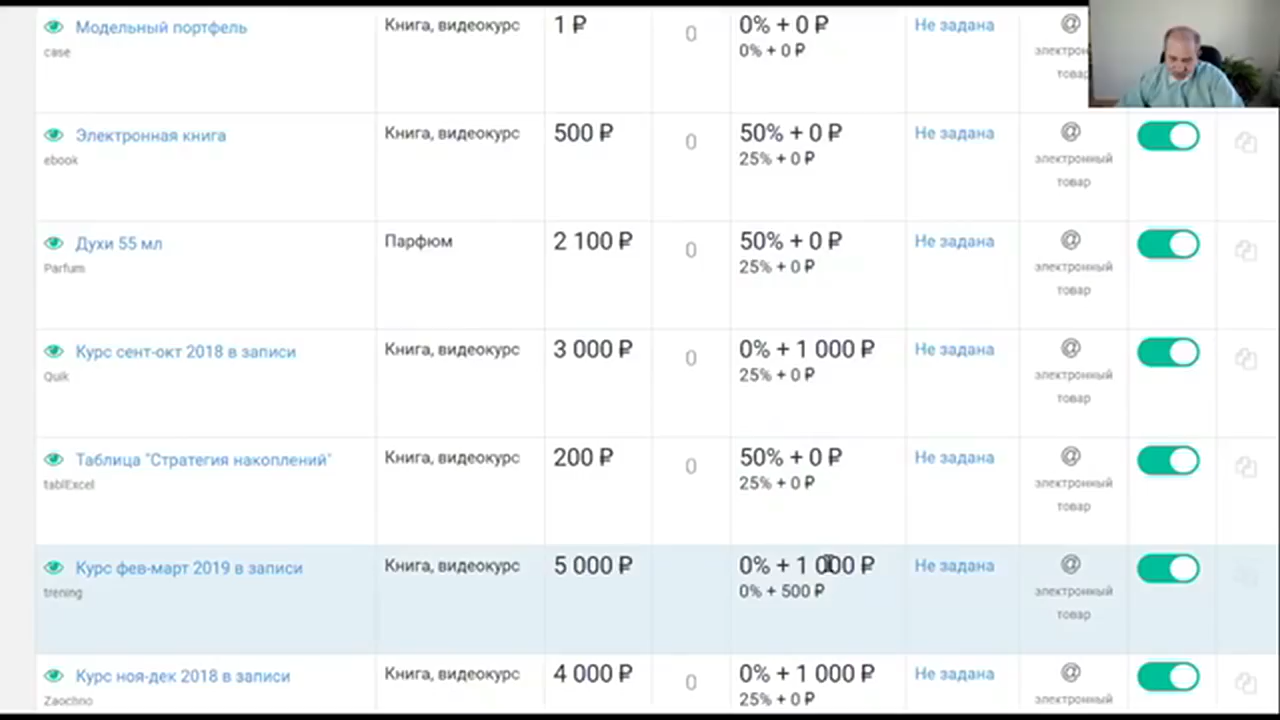 Модельный портфель Книга, видеокурс 1 ₽ 0 0% + 0 ₽ Не задана @
case 0% + 0 ₽
Электронная книга Книга, видеокурс 500 ₽ 0 50% + 0 ₽ Не задана @
ebook 25% + 0 ₽ электронный
товар
Духи 55 мл Парфюм 2 100 ₽ 0 50% + 0 ₽ Не задана @
Parfum 25% + 0 ₽ электронный
товар
Курс сент-окт 2018 в записи Книга, видеокурс 3 000 ₽ 0 0% + 1 000 ₽ Не задана @
Quik 25% + 0 ₽ электронный
товар
Таблица "Стратегия накоплений" Книга, видеокурс 200 ₽ 0 50% + 0 ₽ Не задана @
tablExcel 25% + 0 ₽ электронный
товар
Курс фев-март 2019 в записи Книга, видеокурс 5 000 ₽ 0% + 1 000 ₽ Не задана @
trening 0% + 500 ₽ электронный
товар
Курс ноя-дек 2018 в записи Книга, видеокурс 4 000 ₽ 0 0% + 1 000 ₽ Не задана @
Zaochno 25% + 0 ₽ электронный